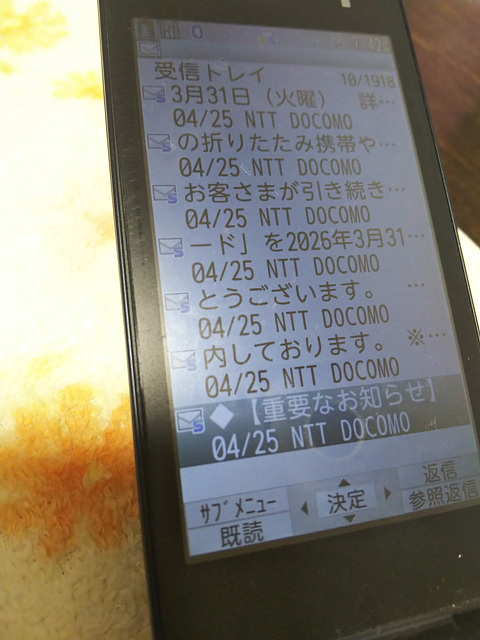 受信トレイ 10/1918
3月31日（火曜） 詳…
04/25 NTT DOCOMO
の折りたたみ携帯や…
04/25 NTT DOCOMO
お客さまが引き続き…
04/25 NTT DOCOMO
ード」を2026年3月31…
04/25 NTT DOCOMO
とうございます。 …
04/25 NTT DOCOMO
内しております。 ※…
04/25 NTT DOCOMO
◆【重要なお知らせ】
04/25 NTT DOCOMO
ｻﾌﾞﾒﾆｭｰ 決定 返信
既読 参照返信